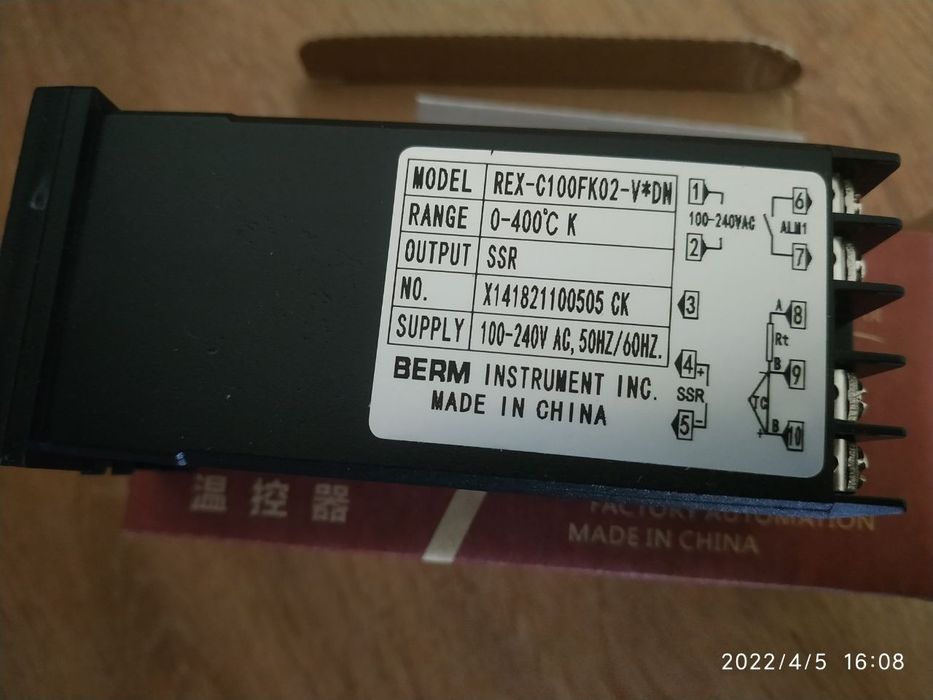 MODEL REX-C100FK02-V*DN
RANGE 0-400℃ K
OUTPUT SSR
NO. X141821100505 CK
SUPPLY 100-240V AC, 50HZ/60HZ.
BERM INSTRUMENT INC.
MADE IN CHINA
1
100-240VAC
2
3
4 +
SSR
5 -
6
ALM1
7
A 8
Rt
B 9
-
TC
+ B 10
温控器
FACTORY AUTOMATION
MADE IN CHINA
2022/4/5 16:08